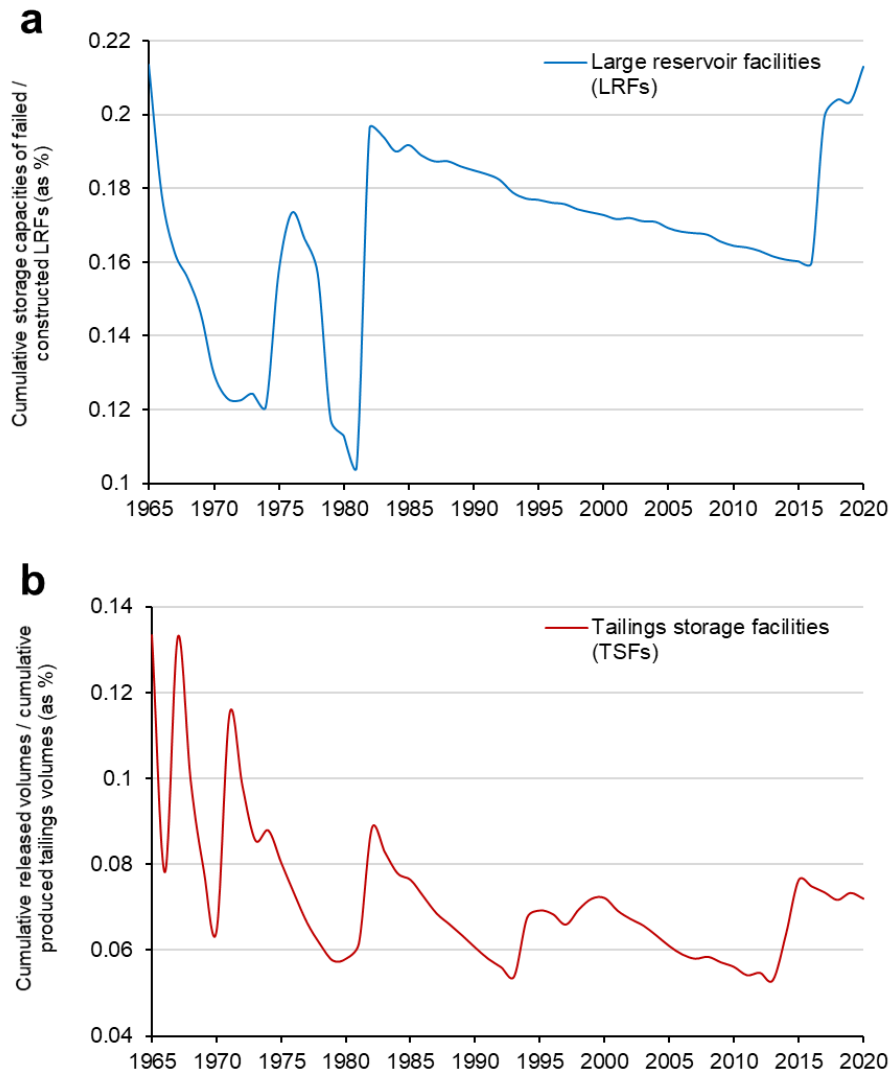 a
Cumulative storage capacities of failed /
constructed LRFs (as %)
0.22
0.2
0.18
0.16
0.14
0.12
0.1
Large reservoir facilities
(LRFs)
1965 1970 1975 1980 1985 1990 1995 2000 2005 2010 2015 2020
b
Cumulative released volumes / cumulative
produced tailings volumes (as %)
0.14
0.12
0.1
0.08
0.06
0.04
Tailings storage facilities
(TSFs)
1965 1970 1975 1980 1985 1990 1995 2000 2005 2010 2015 2020